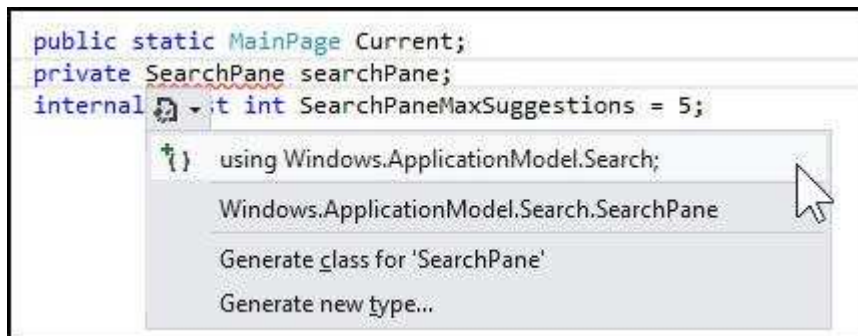 public static MainPage Current;
private SearchPane searchPane;
internal t int SearchPaneMaxSuggestions = 5;
using Windows.ApplicationModel.Search;
Windows.ApplicationModel.Search.SearchPane
Generate class for 'SearchPane'
Generate new type...